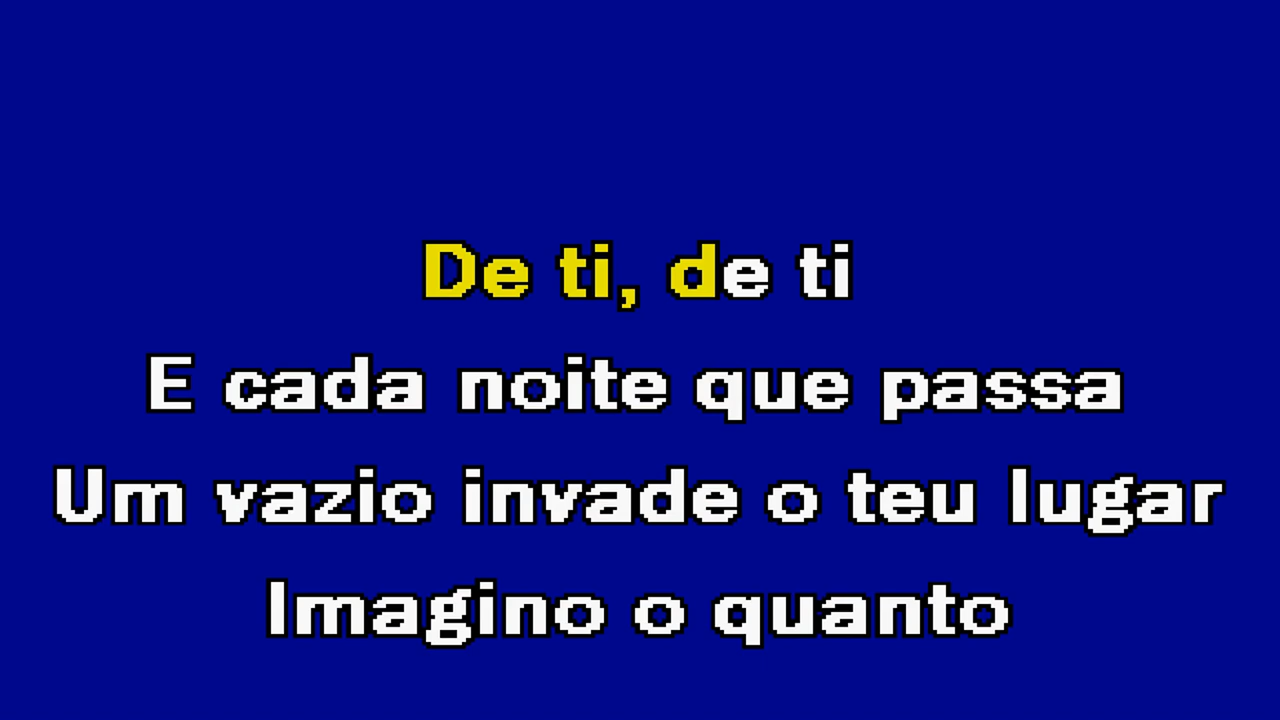 De ti, de ti
E cada noite que passa
Um vazio invade o teu lugar
Imagino o quanto